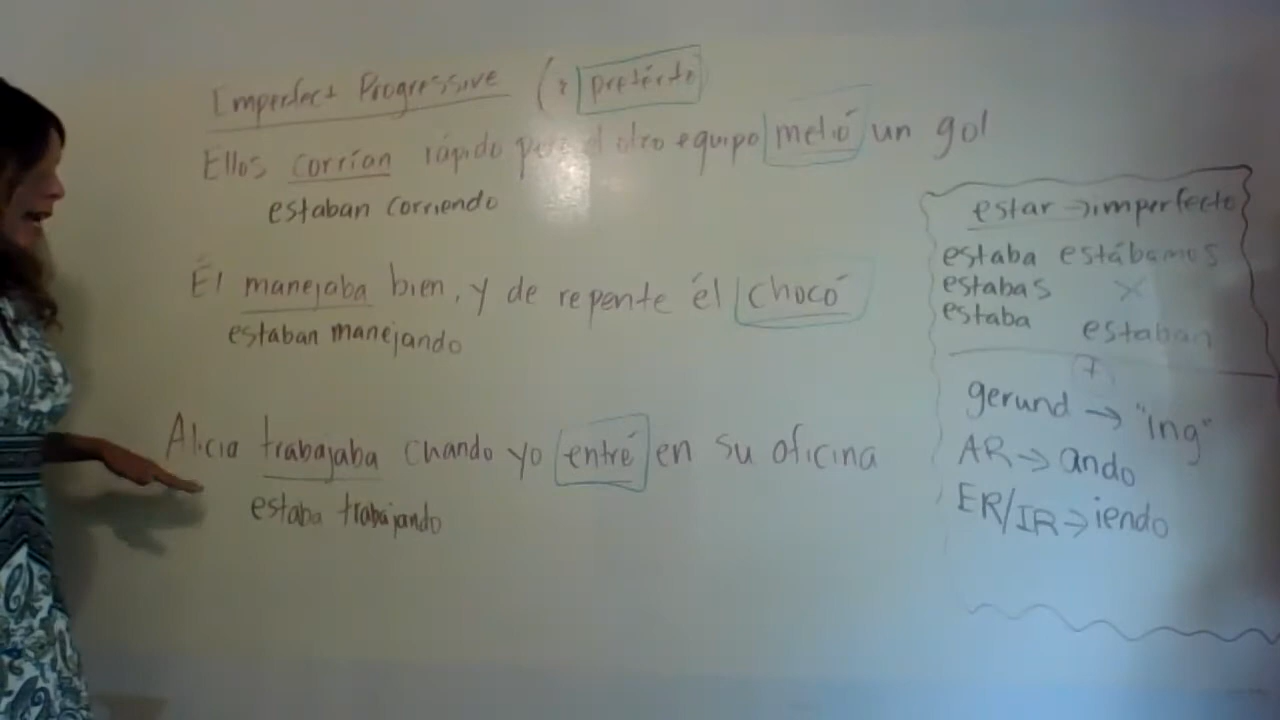 Imperfect Progressive (+ pretérito
Ellos corrían rápido pero el otro equipo metió un gol
estaban corriendo
Él manejaba bien, y de repente él chocó
estaban manejando
Alicia trabajaba cuando yo entré en su oficina
estaba trabajando
estar → imperfecto
estaba estábamos
estabas X
estaba estaban
gerund → "ing"
AR → ando
ER/IR → iendo